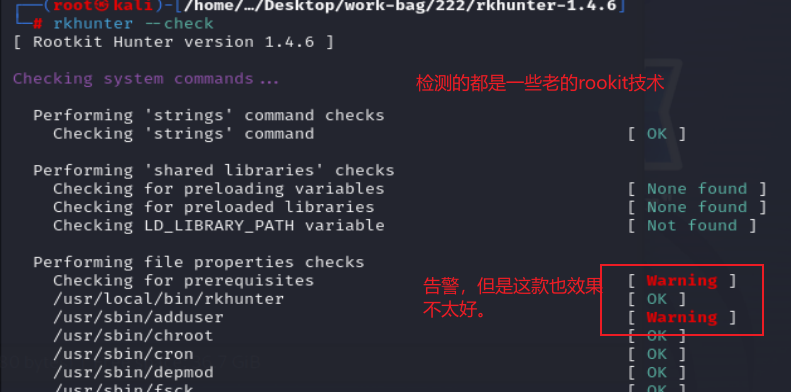 ┌──(root㉿kali)-[/home/…/Desktop/work-bag/222/rkhunter-1.4.6]
└─# rkhunter --check
[ Rootkit Hunter version 1.4.6 ]
Checking system commands...
检测的都是一些老的rookit技术
Performing 'strings' command checks
Checking 'strings' command [ OK ]
Performing 'shared libraries' checks
Checking for preloading variables [ None found ]
Checking for preloaded libraries [ None found ]
Checking LD_LIBRARY_PATH variable [ Not found ]
Performing file properties checks
Checking for prerequisites [ Warning ]
告警，但是这款也效果
不太好。
/usr/local/bin/rkhunter [ OK ]
/usr/sbin/adduser [ Warning ]
/usr/sbin/chroot [ OK ]
/usr/sbin/cron [ OK ]
/usr/sbin/depmod [ OK ]
/usr/sbin/fsck [ OK ]